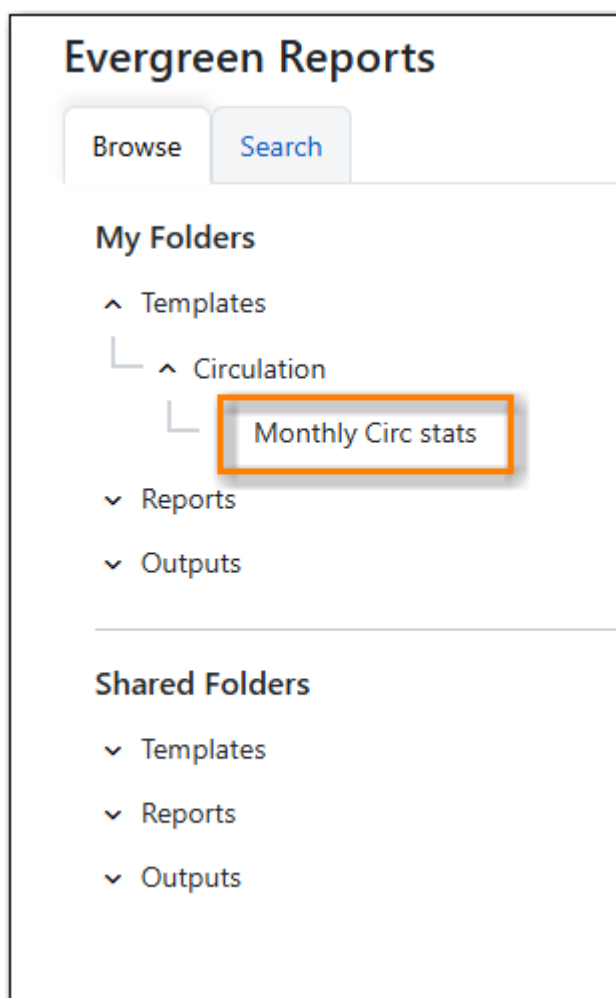 Evergreen Reports
Browse
Search
My Folders
Templates
Circulation
Monthly Circ stats
Reports
Outputs
Shared Folders
Templates
Reports
Outputs